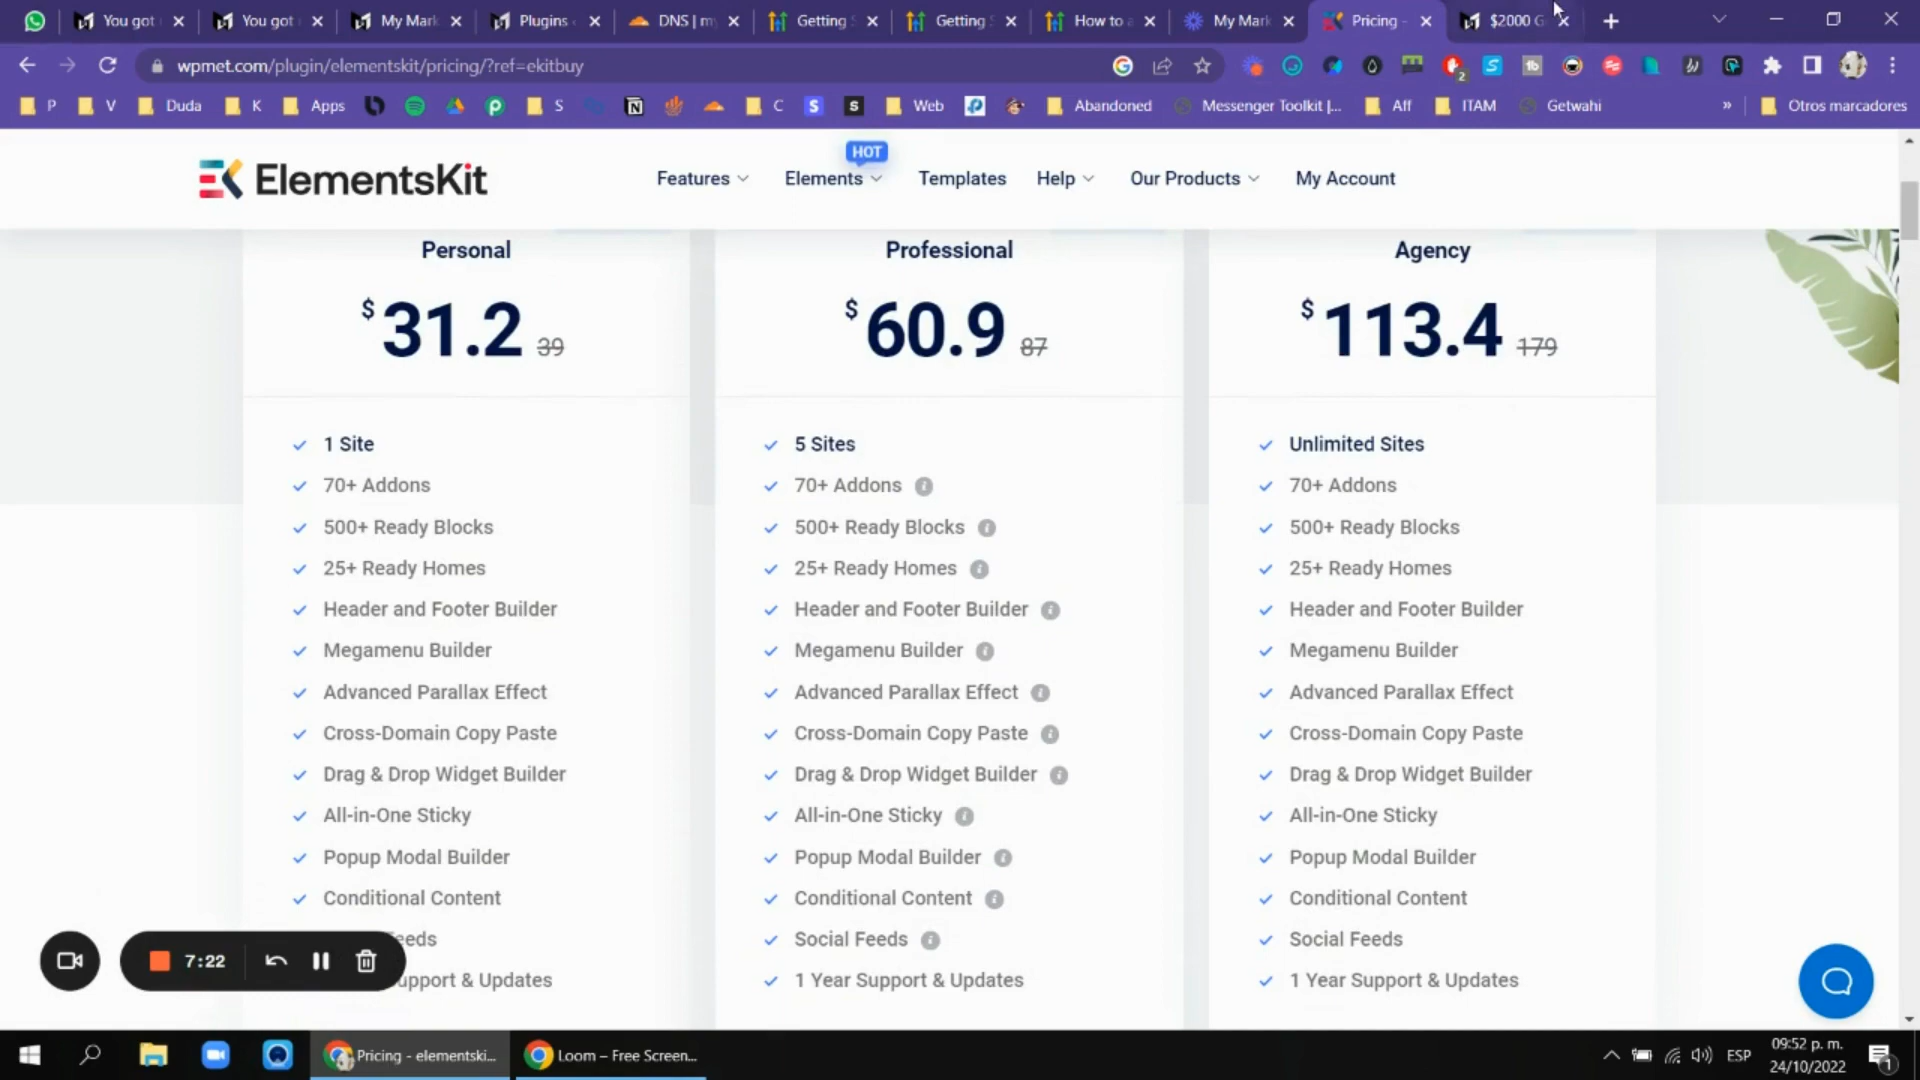 You got
You got
My Mark
Plugins
DNS | my
Getting S
Getting S
How to a
My Mark
Pricing -
$2000 G
wpmet.com/plugin/elementskit/pricing/?ref=ekitbuy
2
P
V
Duda
K
Apps
S
C
Web
Abandoned
Messenger Toolkit |...
Aff
ITAM
Getwahi
»
Otros marcadores
HOT
ElementsKit
Features
Elements
Templates
Help
Our Products
My Account
Personal
$ 31.2 39
1 Site
70+ Addons
500+ Ready Blocks
25+ Ready Homes
Header and Footer Builder
Megamenu Builder
Advanced Parallax Effect
Cross-Domain Copy Paste
Drag & Drop Widget Builder
All-in-One Sticky
Popup Modal Builder
Conditional Content
eeds
upport & Updates
Professional
$ 60.9 87
5 Sites
70+ Addons
500+ Ready Blocks
25+ Ready Homes
Header and Footer Builder
Megamenu Builder
Advanced Parallax Effect
Cross-Domain Copy Paste
Drag & Drop Widget Builder
All-in-One Sticky
Popup Modal Builder
Conditional Content
Social Feeds
1 Year Support & Updates
Agency
$ 113.4 179
Unlimited Sites
70+ Addons
500+ Ready Blocks
25+ Ready Homes
Header and Footer Builder
Megamenu Builder
Advanced Parallax Effect
Cross-Domain Copy Paste
Drag & Drop Widget Builder
All-in-One Sticky
Popup Modal Builder
Conditional Content
Social Feeds
1 Year Support & Updates
7:22
Pricing - elementski...
Loom – Free Screen...
ESP
09:52 p. m.
24/10/2022
1